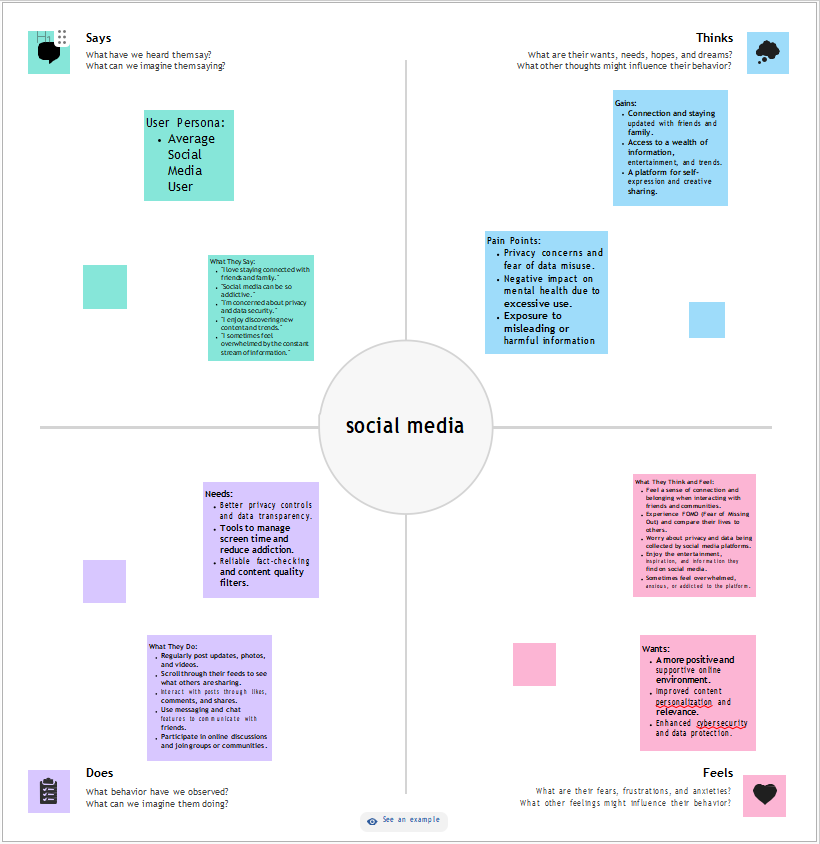 Says
What have we heard them say?
What can we imagine them saying?
Thinks
What are their wants, needs, hopes, and dreams?
What other thoughts might influence their behavior?
User Persona:
• Average
Social
Media
User
What They Say:
• "I love staying connected with
friends and family."
• "Social media can be so
addictive."
• "I'm concerned about privacy
and data security."
• "I enjoy discovering new
content and trends."
• "I sometimes feel
overwhelmed by the constant
stream of information."
Gains:
• Connection and staying
updated with friends and
family.
• Access to a wealth of
information,
entertainment, and trends.
• A platform for self-
expression and creative
sharing.
Pain Points:
• Privacy concerns and
fear of data misuse.
• Negative impact on
mental health due to
excessive use.
• Exposure to
misleading or
harmful information
social media
Needs:
• Better privacy controls
and data transparency.
• Tools to manage
screen time and
reduce addiction.
• Reliable fact-checking
and content quality
filters.
What They Do:
• Regularly post updates, photos,
and videos.
• Scroll through their feeds to see
what others are sharing.
• Interact with posts through likes,
comments, and shares.
• Use messaging and chat
features to communicate with
friends.
• Participate in online discussions
and join groups or communities.
What They Think and Feel:
• Feel a sense of connection and
belonging when interacting with
friends and communities.
• Experience FOMO (Fear of Missing
Out) and compare their lives to
others.
• Worry about privacy and data being
collected by social media platforms.
• Enjoy the entertainment,
inspiration, and information they
find on social media.
• Sometimes feel overwhelmed,
anxious, or addicted to the platform.
Wants:
• A more positive and
supportive online
environment.
• Improved content
personalization and
relevance.
• Enhanced cybersecurity
and data protection.
Does
What behavior have we observed?
What can we imagine them doing?
Feels
What are their fears, frustrations, and anxieties?
What other feelings might influence their behavior?
See an example